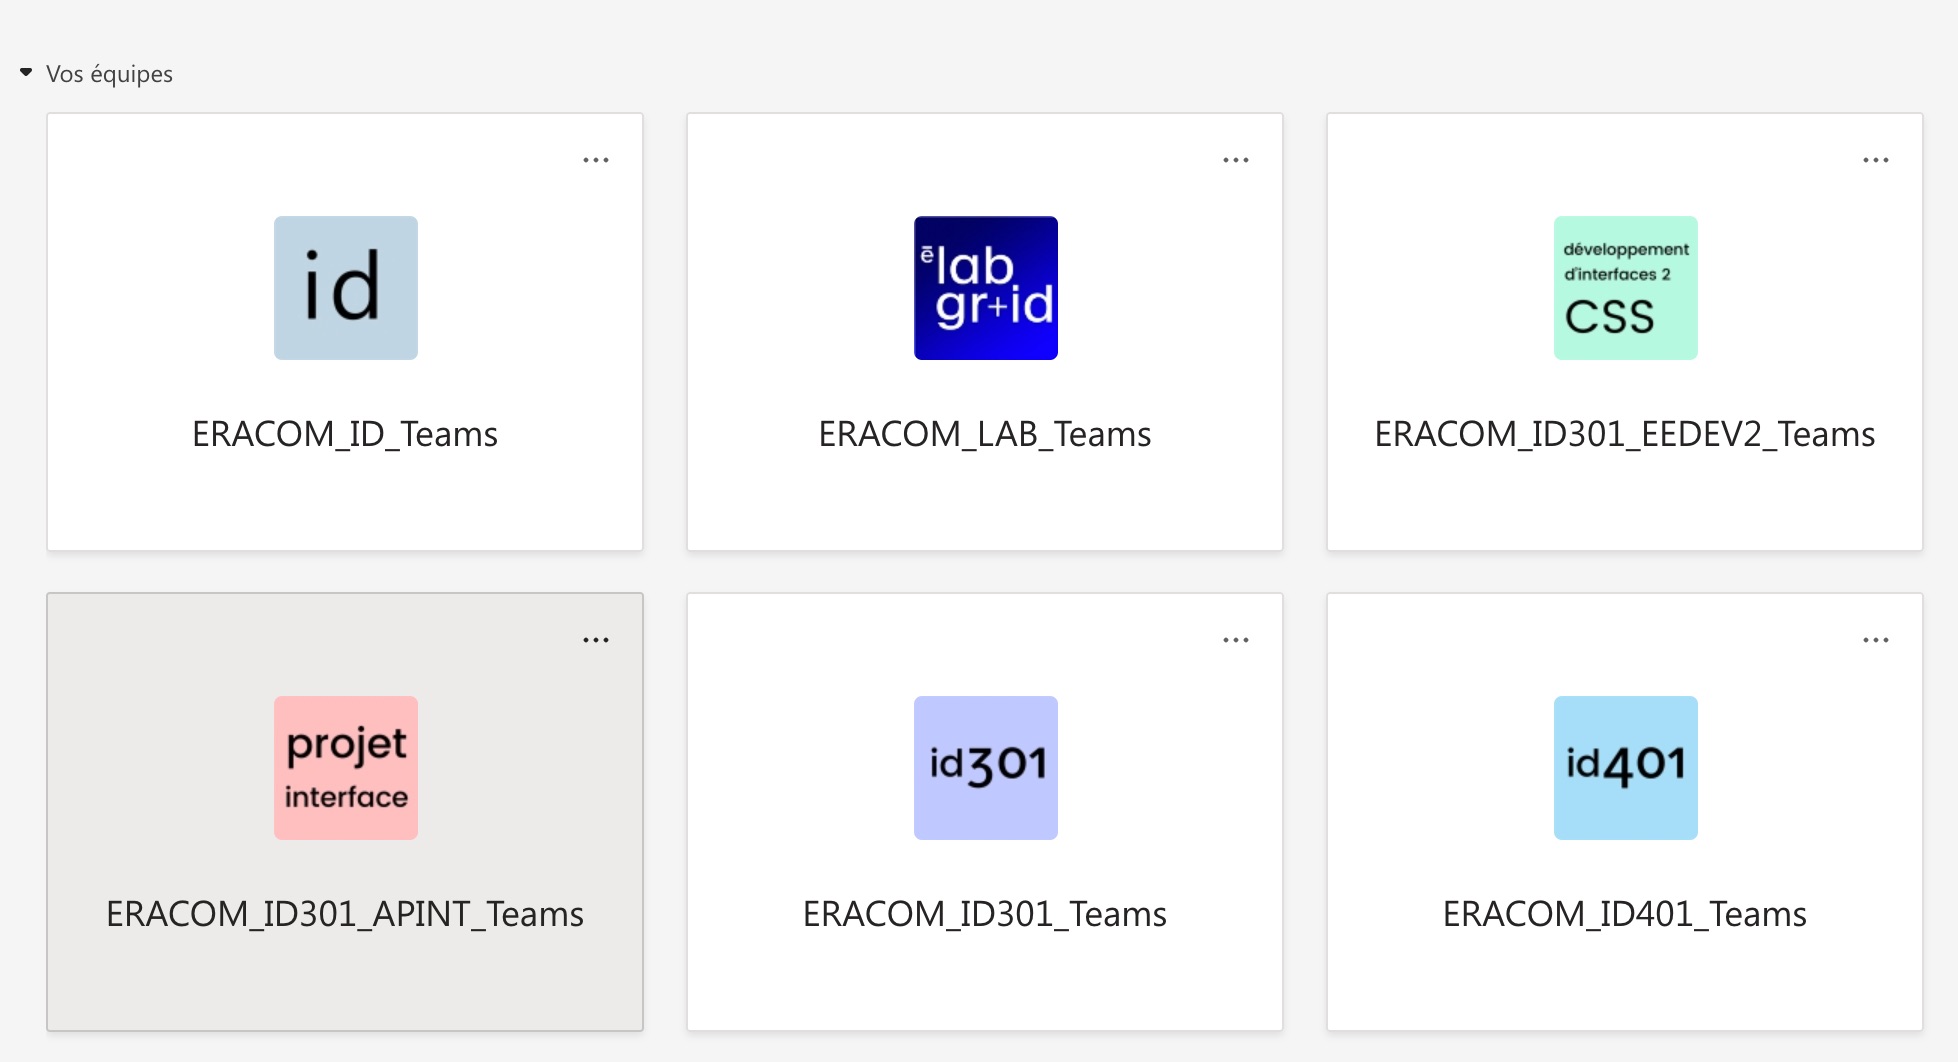 Vos équipes
id
ERACOM_ID_Teams
ē lab
gr+id
ERACOM_LAB_Teams
développement
d'interfaces 2
CSS
ERACOM_ID301_EEDEV2_Teams
projet
interface
ERACOM_ID301_APINT_Teams
id301
ERACOM_ID301_Teams
id401
ERACOM_ID401_Teams